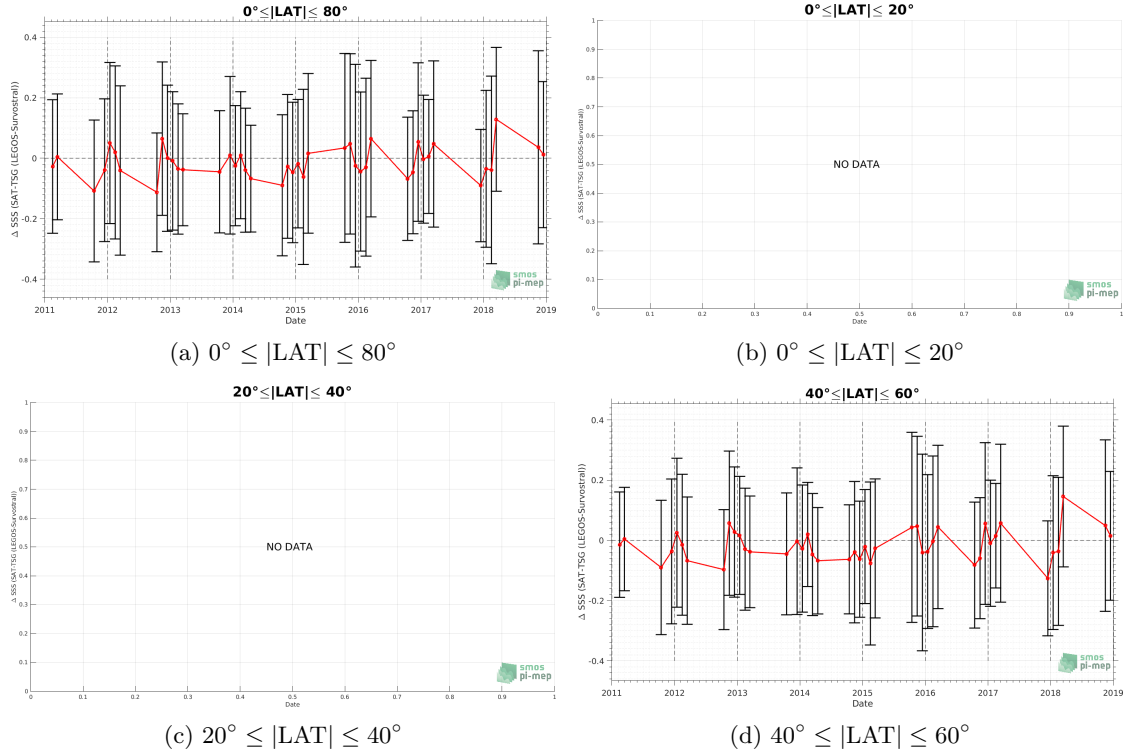 0°≤|LAT|≤ 80°
Δ SSS (SAT-TSG (LEGOS-Survostral))
0.4
0.2
0
-0.2
-0.4
2011 2012 2013 2014 2015 2016 2017 2018 2019
Date
smos
pi-mep
(a) 0° ≤ |LAT| ≤ 80°
0°≤|LAT|≤ 20°
Δ SSS (SAT-TSG (LEGOS-Survostral))
1
0.9
0.8
0.7
0.6
0.5
0.4
0.3
0.2
0.1
0
NO DATA
0 0.1 0.2 0.3 0.4 0.5 0.6 0.7 0.8 0.9 1
Date
smos
pi-mep
(b) 0° ≤ |LAT| ≤ 20°
20°≤|LAT|≤ 40°
Δ SSS (SAT-TSG (LEGOS-Survostral))
1
0.9
0.8
0.7
0.6
0.5
0.4
0.3
0.2
0.1
0
NO DATA
0 0.1 0.2 0.3 0.4 0.5 0.6 0.7 0.8 0.9 1
Date
smos
pi-mep
(c) 20° ≤ |LAT| ≤ 40°
40°≤|LAT|≤ 60°
Δ SSS (SAT-TSG (LEGOS-Survostral))
0.4
0.2
0
-0.2
-0.4
2011 2012 2013 2014 2015 2016 2017 2018 2019
Date
smos
pi-mep
(d) 40° ≤ |LAT| ≤ 60°